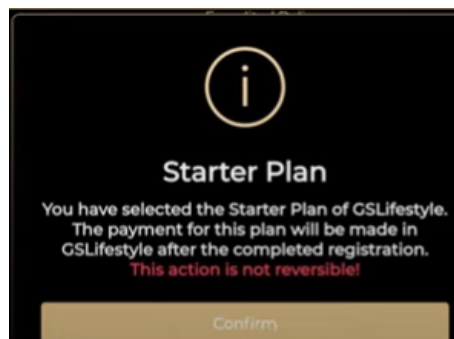 i
Starter Plan
You have selected the Starter Plan of GSLifestyle.
The payment for this plan will be made in
GSLifestyle after the completed registration.
This action is not reversible!
Confirm